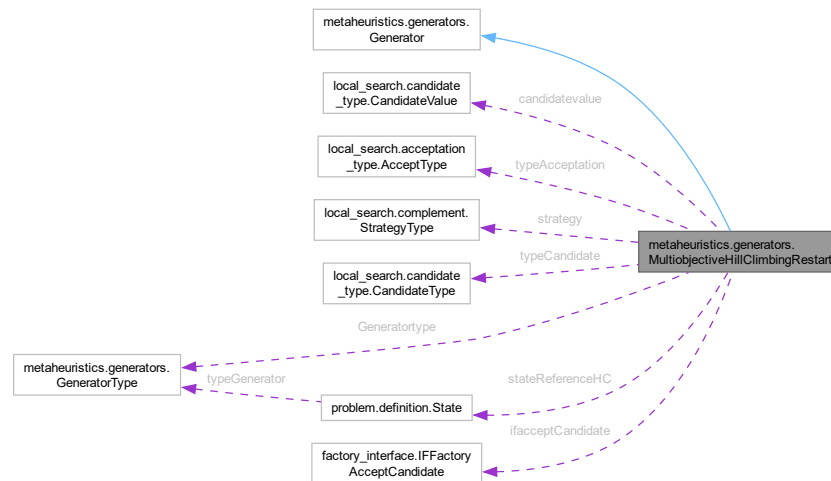 metaheuristics.generators.
Generator
local_search.candidate
_type.CandidateValue
candidatevalue
local_search.acceptation
_type.AcceptType
typeAcceptation
local_search.complement.
StrategyType
strategy
metaheuristics.generators.
MultiobjectiveHillClimbingRestart
typeCandidate
local_search.candidate
_type.CandidateType
Generatortype
metaheuristics.generators.
GeneratorType
typeGenerator
stateReferenceHC
problem.definition.State
ifacceptCandidate
factory_interface.IFFactory
AcceptCandidate